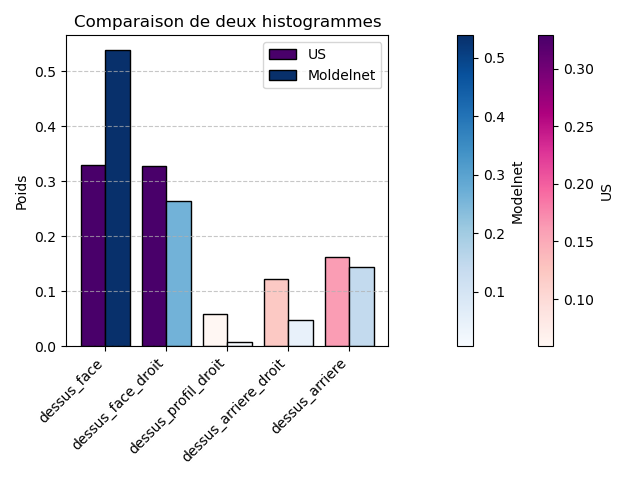 Comparaison de deux histogrammes
US
Moldelnet
Poids
0.5
0.4
0.3
0.2
0.1
0.0
dessus_face
dessus_face_droit
dessus_profil_droit
dessus_arriere_droit
dessus_arriere
0.5
0.4
0.3
0.2
0.1
Modelnet
0.30
0.25
0.20
0.15
0.10
US